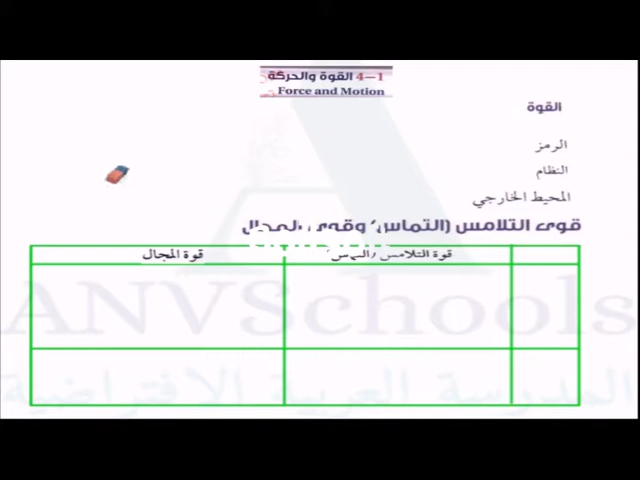 4-1 القوة والحركة
Force and Motion
القوة
الرمز
النظام
المحيط الخارجي
قوى التلامس (التماس) وقوى المجال
قوة التلامس (التماس) قوة المجال
ANVSchools
المدرسة العربية الافتراضية